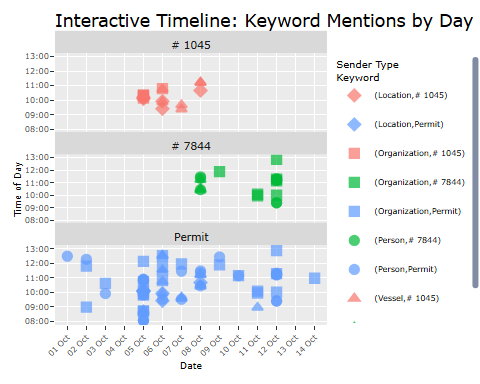 Interactive Timeline: Keyword Mentions by Day
# 1045
13:00
12:00
11:00
10:00
09:00
08:00
# 7844
13:00
12:00
11:00
10:00
09:00
08:00
Permit
13:00
12:00
11:00
10:00
09:00
08:00
Time of Day
01 Oct
02 Oct
03 Oct
04 Oct
05 Oct
06 Oct
07 Oct
08 Oct
09 Oct
10 Oct
11 Oct
12 Oct
13 Oct
14 Oct
Date
Sender Type
Keyword
(Location,# 1045)
(Location,Permit)
(Organization,# 1045)
(Organization,# 7844)
(Organization,Permit)
(Person,# 7844)
(Person,Permit)
(Vessel,# 1045)